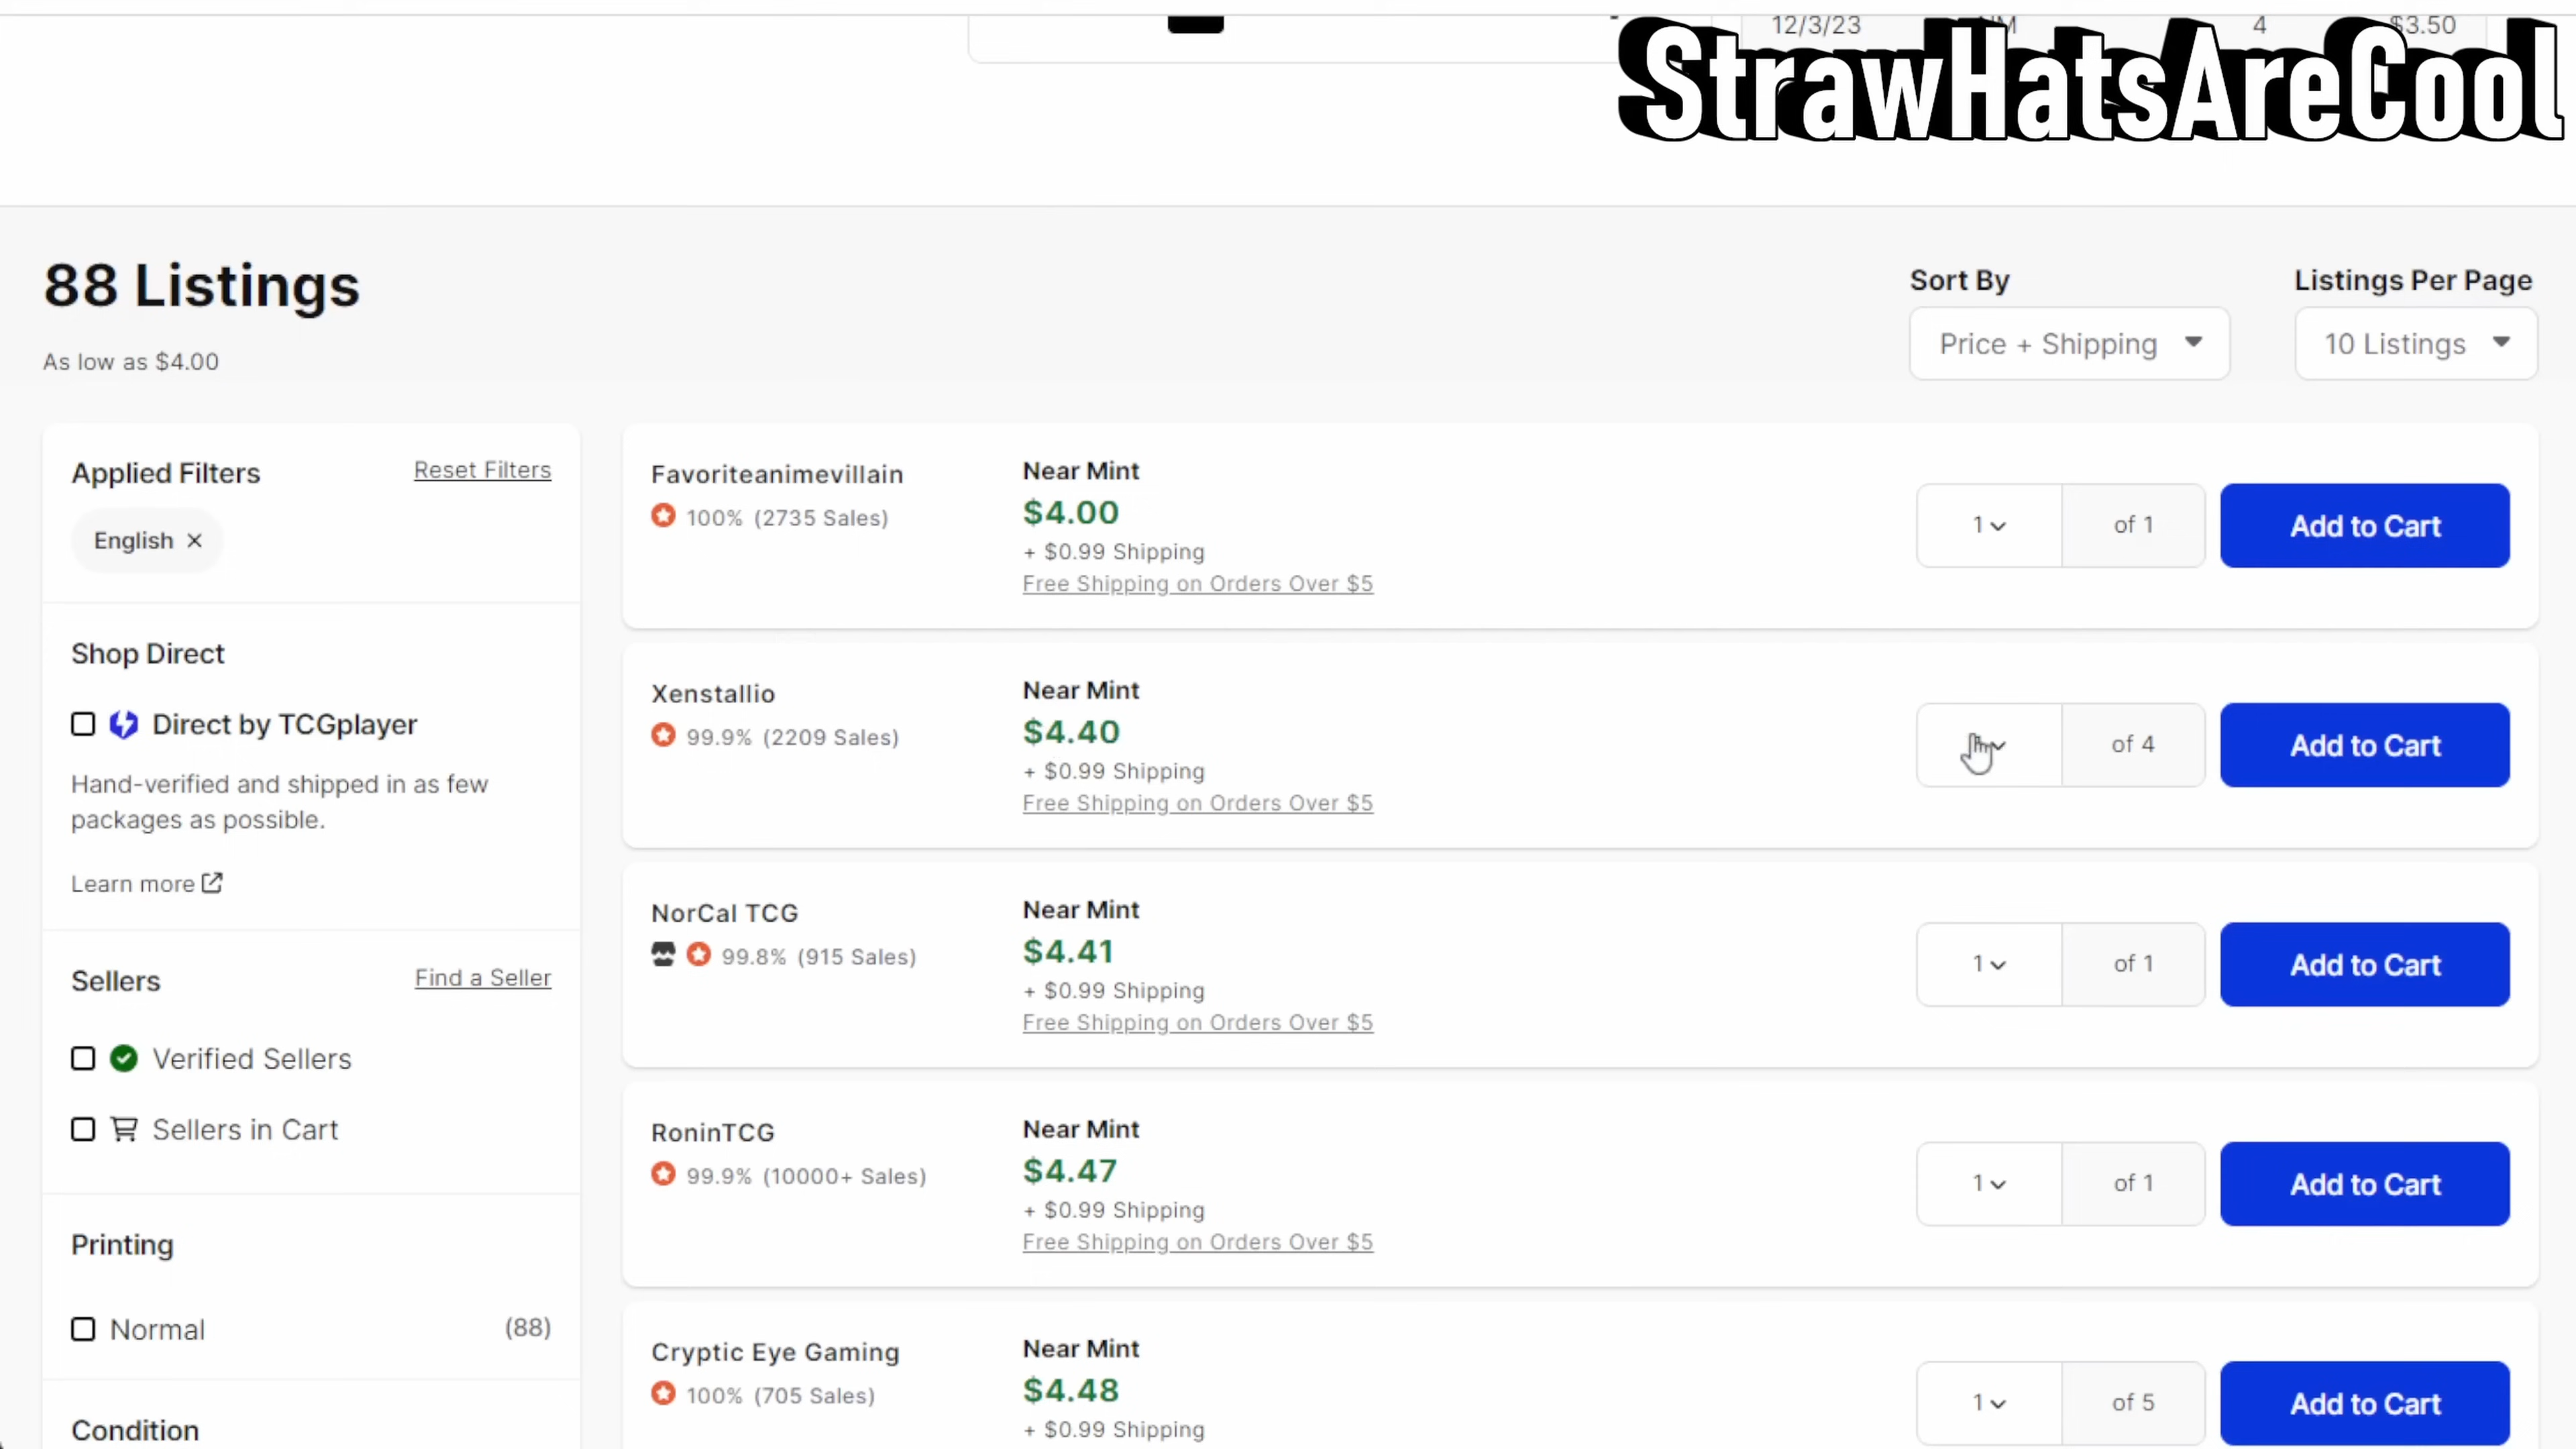 12/3/23 NM 4 $3.50
StrawHatsAreCool
88 Listings
As low as $4.00
Sort By
Price + Shipping
Listings Per Page
10 Listings
Applied Filters
Reset Filters
English ×
Shop Direct
Direct by TCGplayer
Hand-verified and shipped in as few
packages as possible.
Learn more
Sellers
Find a Seller
Verified Sellers
Sellers in Cart
Printing
Normal (88)
Condition
Favoriteanimevillain
100% (2735 Sales)
Near Mint
$4.00
+ $0.99 Shipping
Free Shipping on Orders Over $5
1 of 1
Add to Cart
Xenstallio
99.9% (2209 Sales)
Near Mint
$4.40
+ $0.99 Shipping
Free Shipping on Orders Over $5
of 4
Add to Cart
NorCal TCG
99.8% (915 Sales)
Near Mint
$4.41
+ $0.99 Shipping
Free Shipping on Orders Over $5
1 of 1
Add to Cart
RoninTCG
99.9% (10000+ Sales)
Near Mint
$4.47
+ $0.99 Shipping
Free Shipping on Orders Over $5
1 of 1
Add to Cart
Cryptic Eye Gaming
100% (705 Sales)
Near Mint
$4.48
+ $0.99 Shipping
1 of 5
Add to Cart